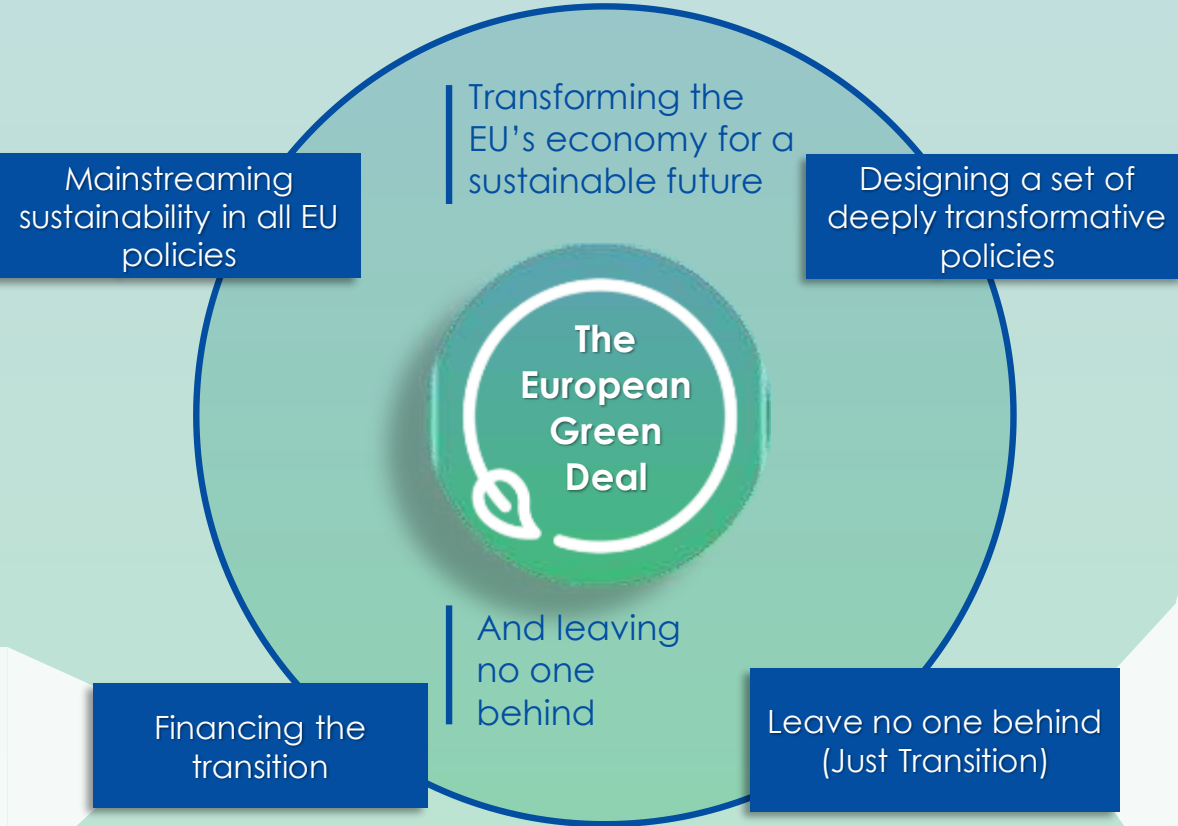 Transforming the
EU’s economy for a
sustainable future
Mainstreaming
sustainability in all EU
policies
Designing a set of
deeply transformative
policies
The
European
Green
Deal
And leaving
no one
behind
Financing the
transition
Leave no one behind
(Just Transition)